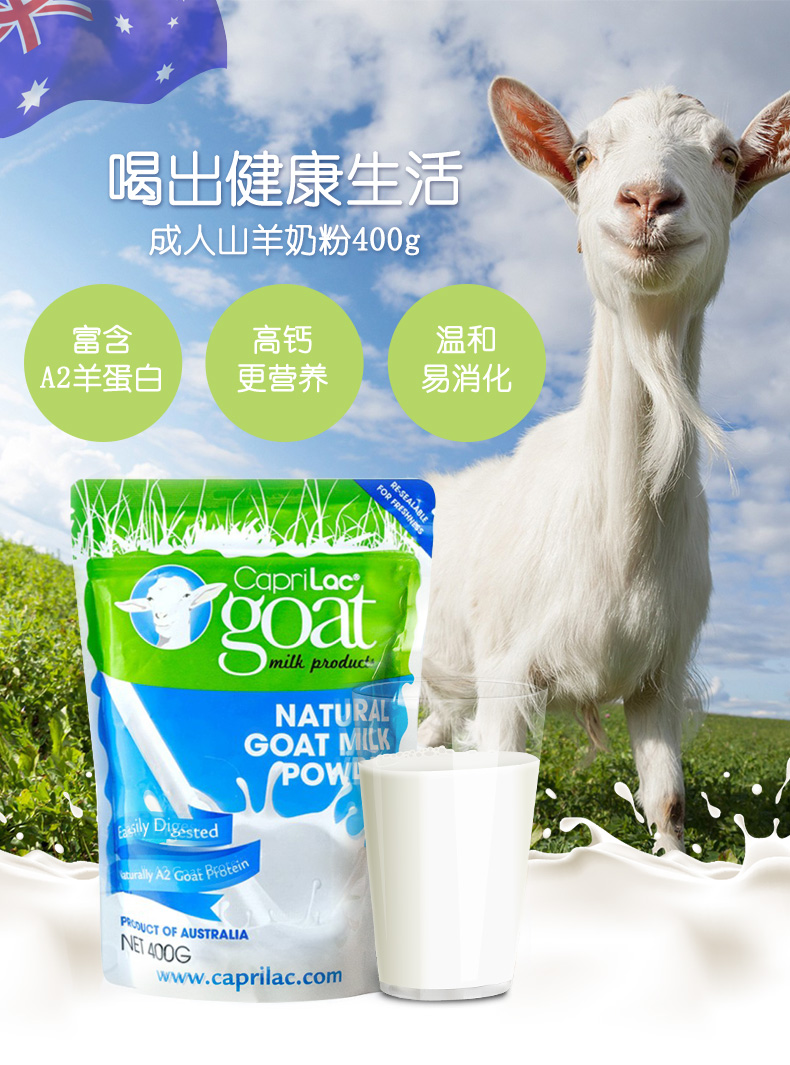 喝出健康生活
成人山羊奶粉400g
富含
A2羊蛋白
高钙
更营养
温和
易消化
RE-SEALABLE
FOR FRESHNESS
CapriLac®
goat
milk products
NATURAL
GOAT MILK
Easily Digested
Naturally A2 Goat Protein
PRODUCT OF AUSTRALIA
NET 400G
www.caprilac.com